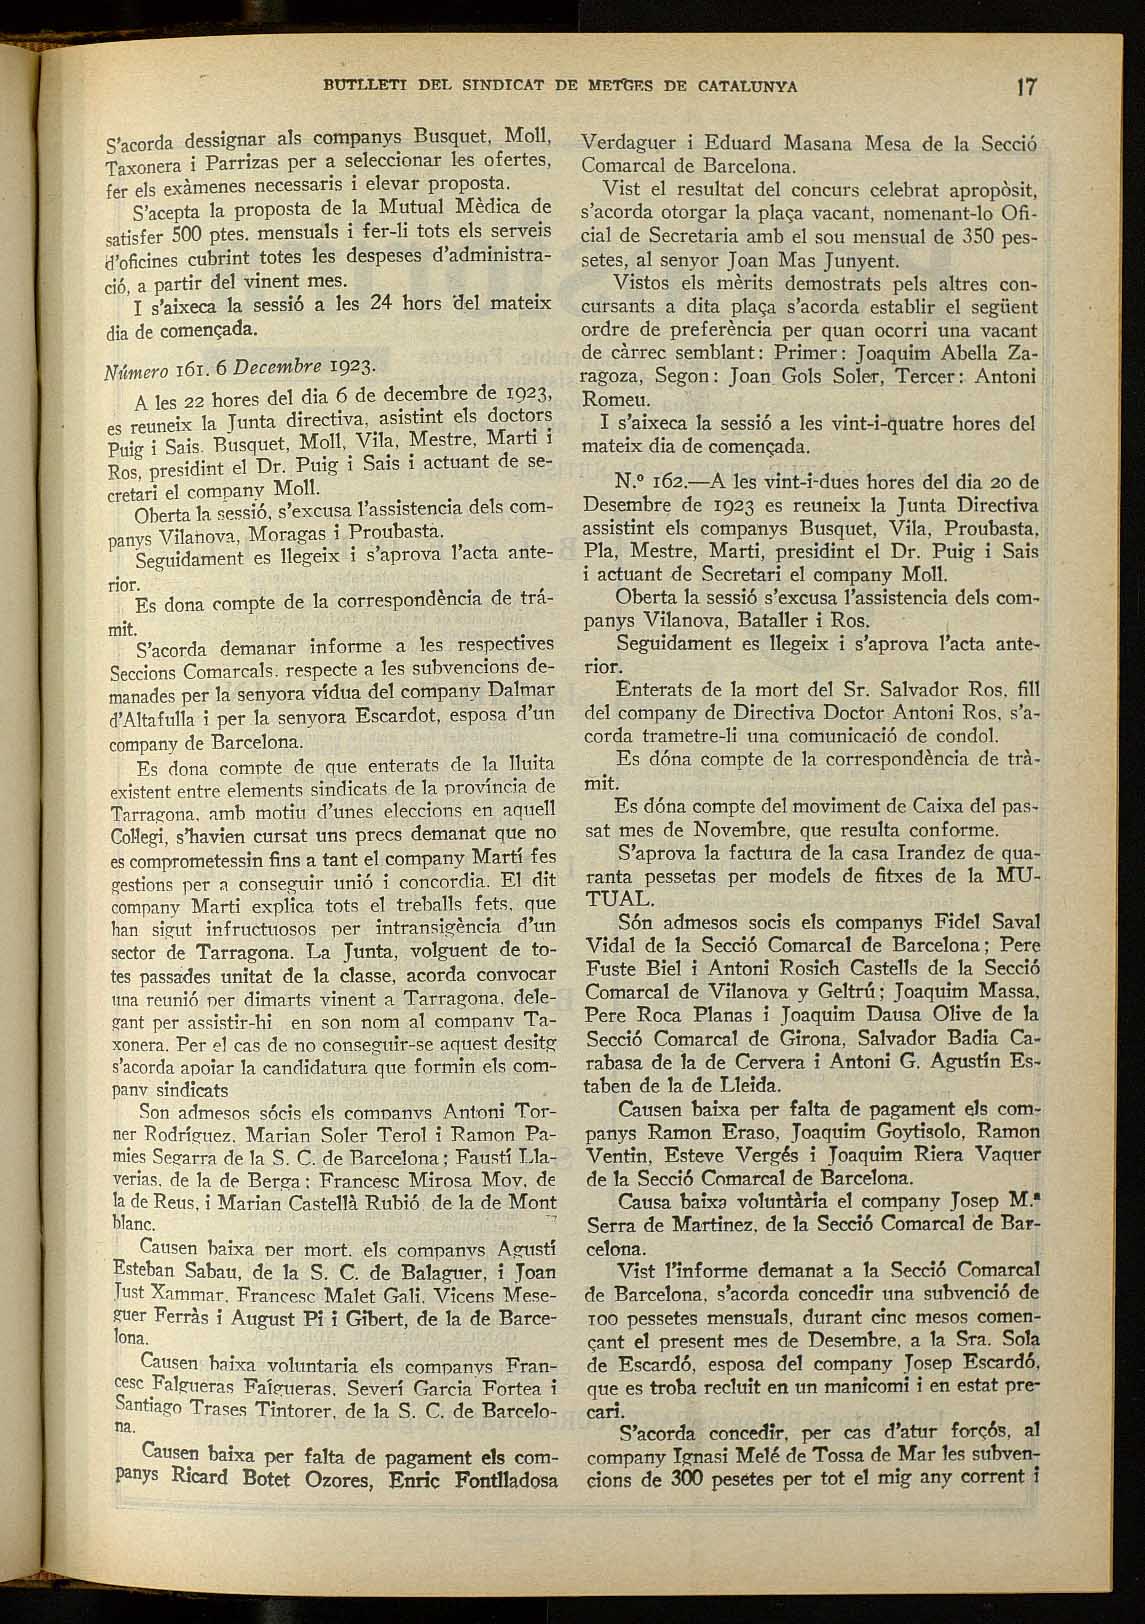 BUTLLETI DEL SINDICAT DE METGES DE CATALUNYA 17
S'acorda dessignar als companys Busquet, Moll,
Taxonera i Parrizas per a seleccionar les ofertes,
fer els exàmenes necessaris i elevar proposta.
S'acepta la proposta de la Mutual Mèdica de
satisfer 500 ptes. mensuals i fer-li tots els serveis
d'oficines cubrint totes les despeses d'administra-
ció, a partir del vinent mes.
I s'aixeca la sessió a les 24 hors del mateix
dia de començada.
Número 161. 6 Decembre 1923.
A les 22 hores del dia 6 de decembre de 1923,
es reuneix la Junta directiva, asistint els doctors
Puig i Sais. Busquet, Moll, Vila, Mestre, Marti i
Ros, presidint el Dr. Puig i Sais i actuant de se-
cretari el company Moll.
Oberta la sessió, s'excusa l'assistencia dels com-
panys Vilanova, Moragas i Proubasta.
Seguidament es llegeix i s'aprova l'acta ante-
rior.
Es dona compte de la correspondència de trá-
mit.
S'acorda demanar informe a les respectives
Seccions Comarcals, respecte a les subvencions de-
manades per la senyora vídua del company Dalmar
d'Altafulla i per la senyora Escardot, esposa d'un
company de Barcelona.
Es dona compte de que enterats de la lluita
existent entre elements sindicats de la província de
Tarragona, amb motiu d'unes eleccions en aquell
Col·legi, s'havien cursat uns precs demanat que no
es comprometessin fins a tant el company Martí fes
gestions per a conseguir unió i concordia. El dit
company Marti explica tots el treballs fets, que
han sigut infructuosos per intransigència d'un
sector de Tarragona. La Junta, volguent de to-
tes passades unitat de la classe, acorda convocar
una reunió per dimarts vinent a Tarragona, dele-
gant per assistir-hi en son nom al company Ta-
xonera. Per el cas de no conseguir-se aquest desitg
s'acorda apoiar la candidatura que formin els com-
pany sindicats
Son admesos sócis els companys Antoni Tor-
ner Rodríguez, Marian Soler Terol i Ramon Pa-
mies Segarra de la S. C. de Barcelona; Faustí Lla-
verias, de la de Berga; Francesc Mirosa Moy, de
la de Reus, i Marian Castellà Rubió de la de Mont
blanc.
Causen baixa per mort, els companys Agustí
Esteban Sabau, de la S. C. de Balaguer, i Joan
Just Xammar, Francesc Malet Gali, Vicens Mese-
guer Ferràs i August Pi i Gibert, de la de Barce-
lona.
Causen baixa voluntaria els companys Fran-
cesc Falgueras Falgueras, Severí Garcia Fortea i
Santiago Trases Tintorer, de la S. C. de Barcelo-
na.
Causen baixa per falta de pagament els com-
panys Ricard Botet Ozores, Enric Fontlladosa
Verdaguer i Eduard Masana Mesa de la Secció
Comarcal de Barcelona.
Vist el resultat del concurs celebrat apropòsit,
s'acorda otorgar la plaça vacant, nomenant-lo Ofi-
cial de Secretaria amb el sou mensual de 350 pes-
setes, al senyor Joan Mas Junyent.
Vistos els mèrits demostrats pels altres con-
cursants a dita plaça s'acorda establir el següent
ordre de preferència per quan ocorri una vacant
de càrrec semblant: Primer: Joaquim Abella Za-
ragoza, Segon: Joan Gols Soler, Tercer: Antoni
Romeu.
I s'aixeca la sessió a les vint-i-quatre hores del
mateix dia de començada.
N.º 162.—A les vint-i-dues hores del dia 20 de
Desembre de 1923 es reuneix la Junta Directiva
assistint els companys Busquet, Vila, Proubasta,
Pla, Mestre, Marti, presidint el Dr. Puig i Sais
i actuant de Secretari el company Moll.
Oberta la sessió s'excusa l'assistencia dels com-
panys Vilanova, Bataller i Ros.
Seguidament es llegeix i s'aprova l'acta ante-
rior.
Enterats de la mort del Sr. Salvador Ros, fill
del company de Directiva Doctor Antoni Ros, s'a-
corda trametre-li una comunicació de condol.
Es dóna compte de la correspondència de trà-
mit.
Es dóna compte del moviment de Caixa del pas-
sat mes de Novembre, que resulta conforme.
S'aprova la factura de la casa Irandez de qua-
ranta pessetas per models de fitxes de la MU-
TUAL.
Són admesos socis els companys Fidel Saval
Vidal de la Secció Comarcal de Barcelona; Pere
Fuste Biel i Antoni Rosich Castells de la Secció
Comarcal de Vilanova y Geltrú; Joaquim Massa,
Pere Roca Planas i Joaquim Dausa Olive de la
Secció Comarcal de Girona, Salvador Badia Ca-
rabasa de la de Cervera i Antoni G. Agustín Es-
taben de la de Lleida.
Causen baixa per falta de pagament els com-
panys Ramon Eraso, Joaquim Goytisolo, Ramon
Ventin, Esteve Vergés i Joaquim Riera Vaquer
de la Secció Comarcal de Barcelona.
Causa baixa voluntària el company Josep M.ª
Serra de Martinez, de la Secció Comarcal de Bar-
celona.
Vist l'informe demanat a la Secció Comarcal
de Barcelona, s'acorda concedir una subvenció de
100 pessetes mensuals, durant cinc mesos comen-
çant el present mes de Desembre, a la Sra. Sola
de Escardó, esposa del company Josep Escardó,
que es troba recluit en un manicomi i en estat pre-
cari.
S'acorda concedir, per cas d'atur forçós, al
company Ignasi Melé de Tossa de Mar les subven-
cions de 300 pesetes per tot el mig any corrent i